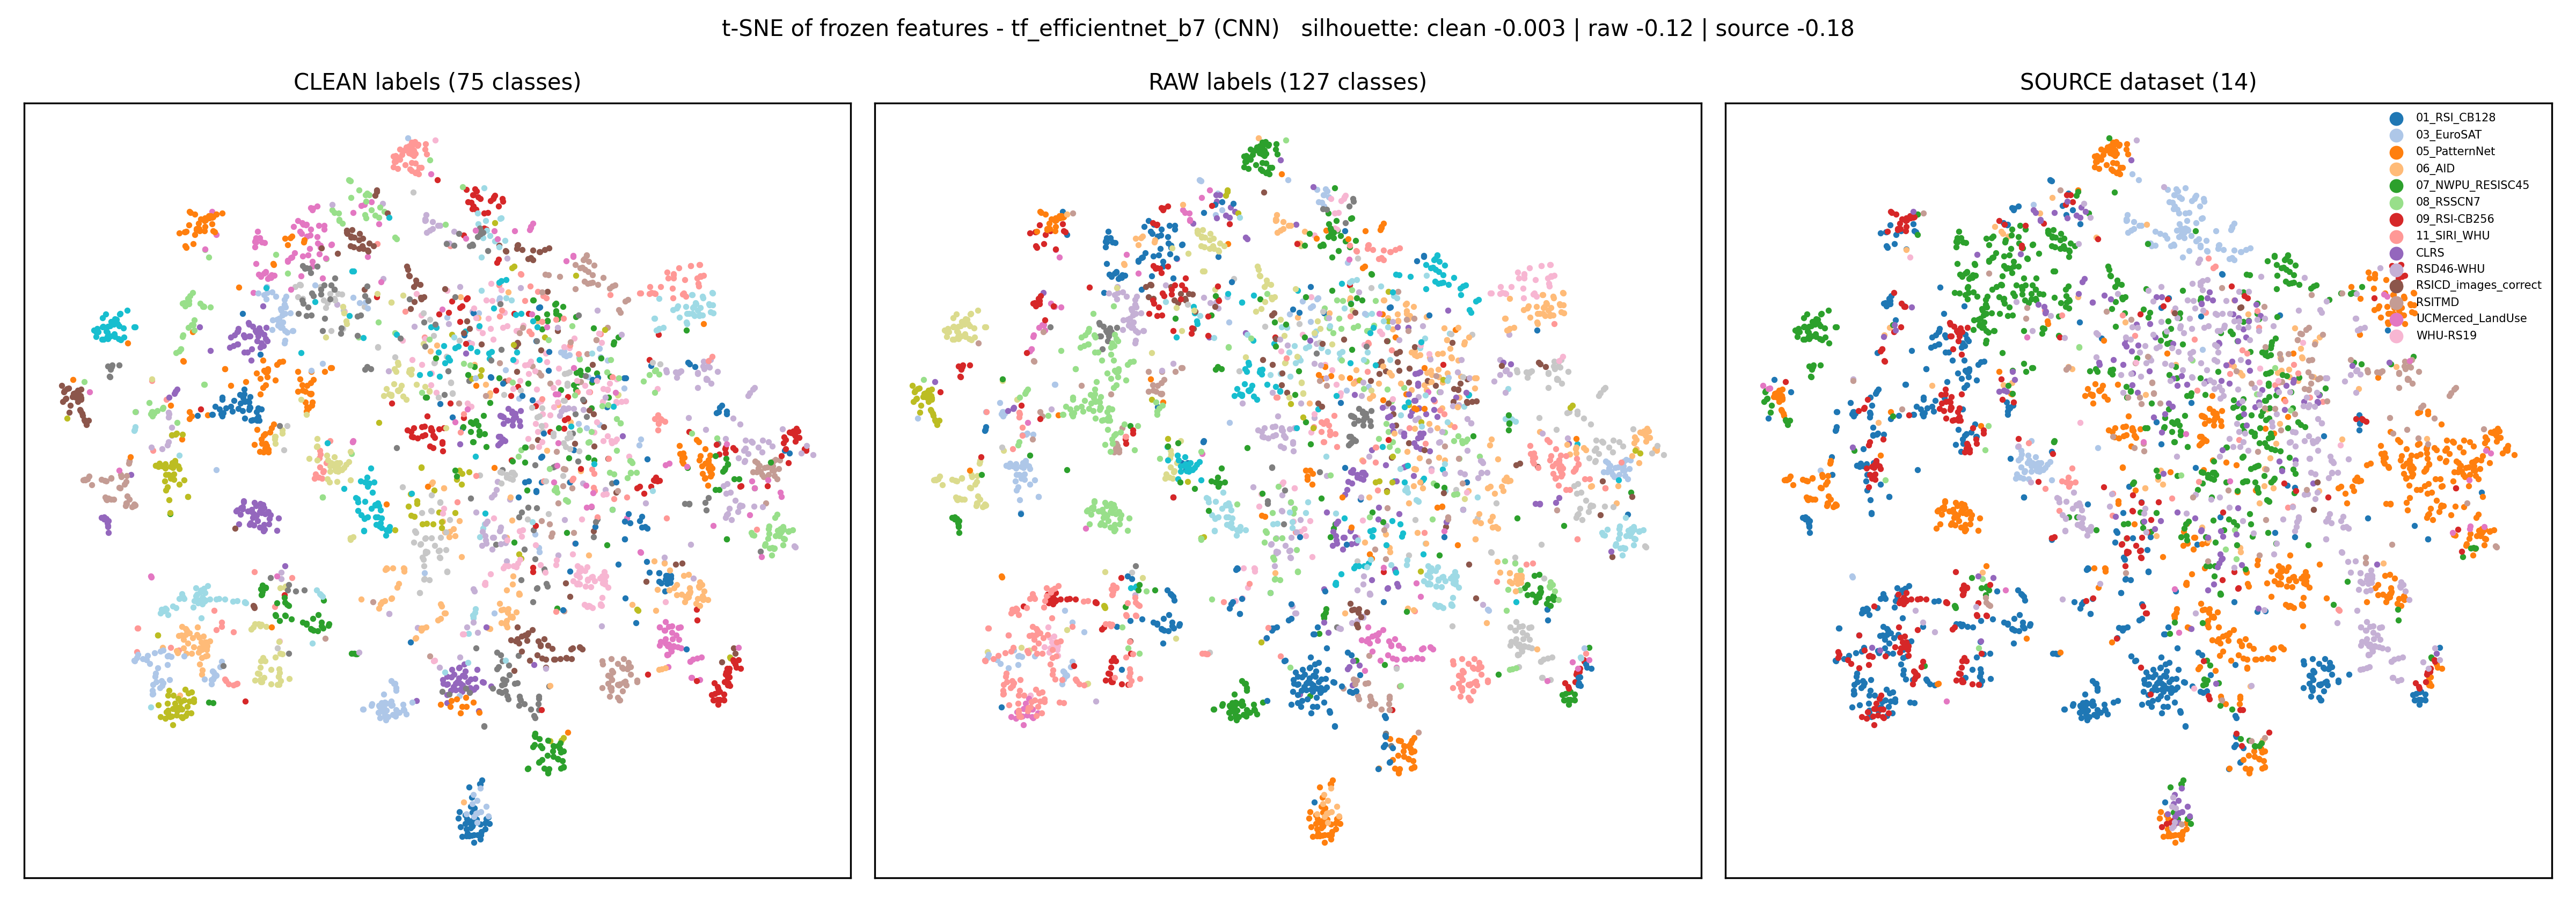 t-SNE of frozen features - tf_efficientnet_b7 (CNN)   silhouette: clean -0.003 | raw -0.12 | source -0.18
CLEAN labels (75 classes)
RAW labels (127 classes)
SOURCE dataset (14)
01_RSI_CB128
03_EuroSAT
05_PatternNet
06_AID
07_NWPU_RESISC45
08_RSSCN7
09_RSI-CB256
11_SIRI_WHU
CLRS
RSD46-WHU
RSICD_images_correct
RSITMD
UCMerced_LandUse
WHU-RS19